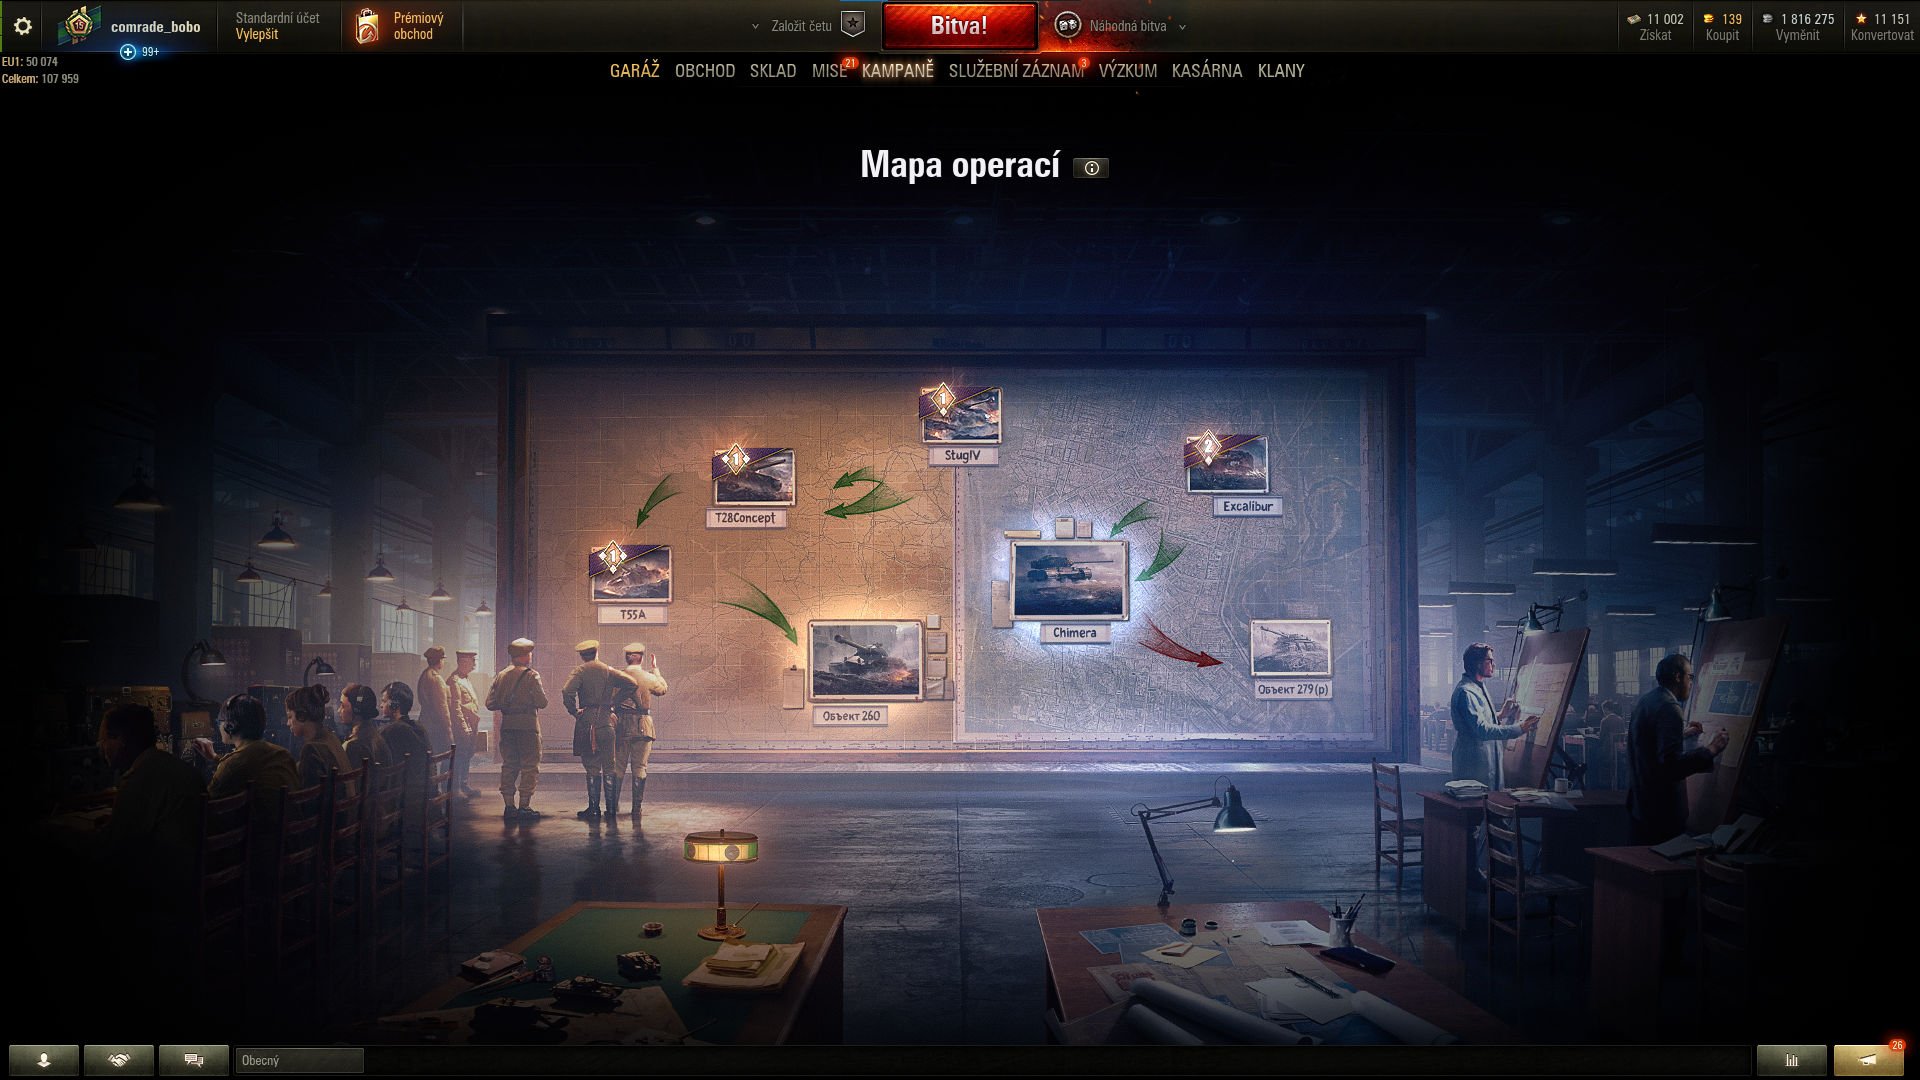 comrade_bobo
99+
Standardní účet
Vylepšit
Prémiový
obchod
Založit četu
Bitva!
Náhodná bitva
11 002
Získat
139
Koupit
1 816 275
Vyměnit
11 151
Konvertovat
EU1: 50 074
Celkem: 107 959
GARÁŽ OBCHOD SKLAD MISE 21 KAMPANĚ SLUŽEBNÍ ZÁZNAM 3 VÝZKUM KASÁRNA KLANY
Mapa operací
1
StugIV
1
T28Concept
2
Excalibur
1
T55A
Chimera
Объект 260
Объект 279(р)
Obecný
26